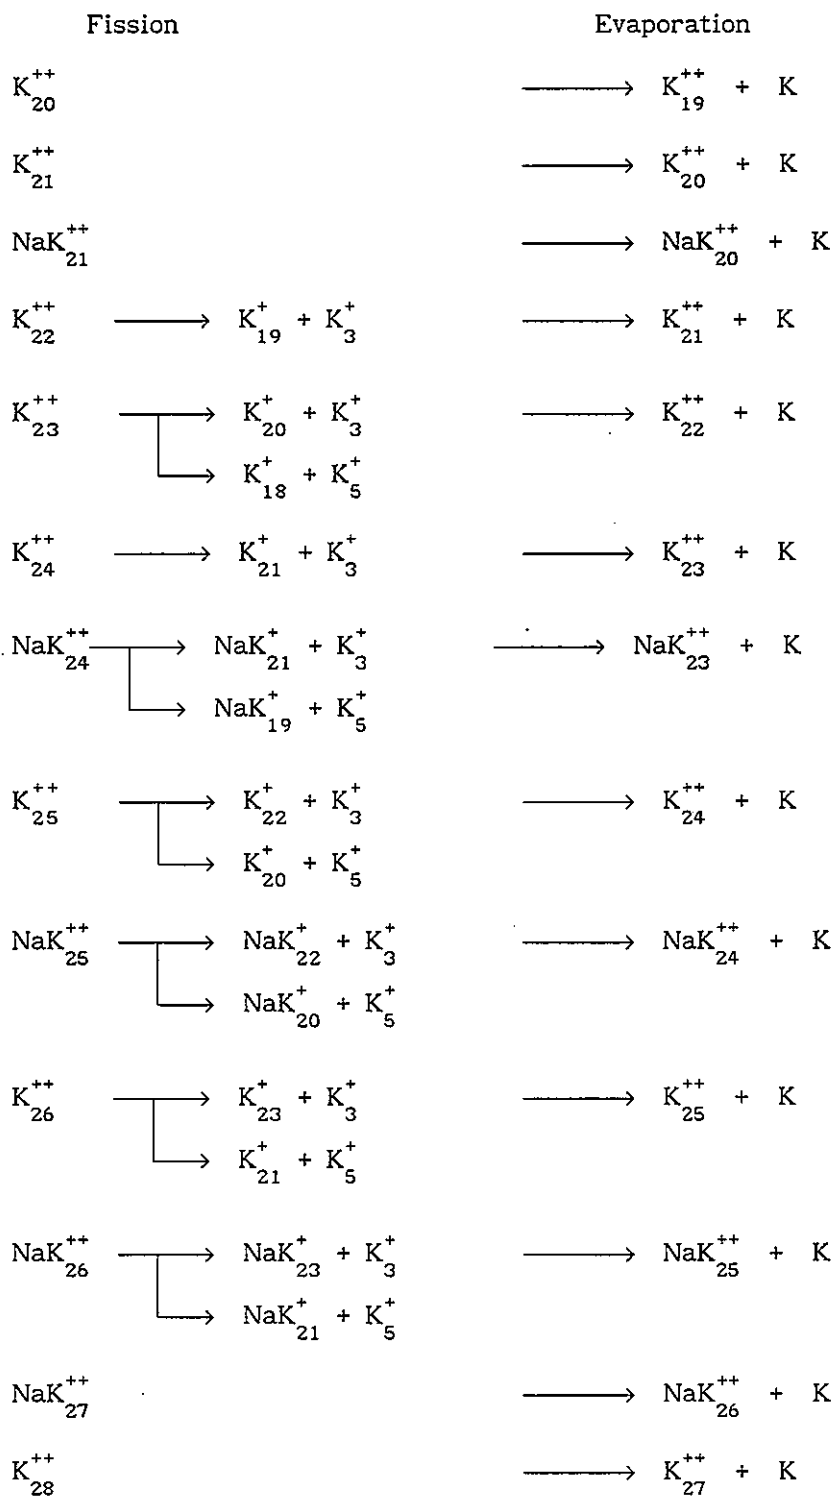 Fission Evaporation
K₂₀⁺⁺ ⟶ K₁₉⁺⁺ + K
K₂₁⁺⁺ ⟶ K₂₀⁺⁺ + K
NaK₂₁⁺⁺ ⟶ NaK₂₀⁺⁺ + K
K₂₂⁺⁺ ⟶ K₁₉⁺ + K₃⁺ ⟶ K₂₁⁺⁺ + K
K₂₃⁺⁺ ⟶ K₂₀⁺ + K₃⁺ ⟶ K₂₂⁺⁺ + K
⟶ K₁₈⁺ + K₅⁺
K₂₄⁺⁺ ⟶ K₂₁⁺ + K₃⁺ ⟶ K₂₃⁺⁺ + K
NaK₂₄⁺⁺ ⟶ NaK₂₁⁺ + K₃⁺ ⟶ NaK₂₃⁺⁺ + K
⟶ NaK₁₉⁺ + K₅⁺
K₂₅⁺⁺ ⟶ K₂₂⁺ + K₃⁺ ⟶ K₂₄⁺⁺ + K
⟶ K₂₀⁺ + K₅⁺
NaK₂₅⁺⁺ ⟶ NaK₂₂⁺ + K₃⁺ ⟶ NaK₂₄⁺⁺ + K
⟶ NaK₂₀⁺ + K₅⁺
K₂₆⁺⁺ ⟶ K₂₃⁺ + K₃⁺ ⟶ K₂₅⁺⁺ + K
⟶ K₂₁⁺ + K₅⁺
NaK₂₆⁺⁺ ⟶ NaK₂₃⁺ + K₃⁺ ⟶ NaK₂₅⁺⁺ + K
⟶ NaK₂₁⁺ + K₅⁺
NaK₂₇⁺⁺ ⟶ NaK₂₆⁺⁺ + K
K₂₈⁺⁺ ⟶ K₂₇⁺⁺ + K